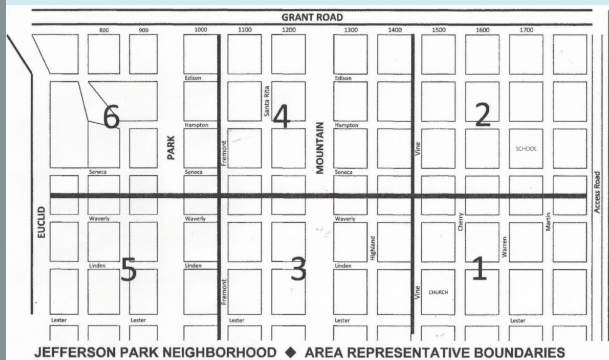 GRANT ROAD
800 900 1000 1100 1200 1300 1400 1500 1600 1700
Edison Edison
Santa Rita
6 4 2
Hampton Hampton
PARK MOUNTAIN
Fremont Vine
SCHOOL
Seneca Seneca Seneca
Access Road
EUCLID
Waverly Waverly Waverly
Highland Cherry Warren Martin
5 3 1
Linden Linden Linden
Fremont Vine
CHURCH
Lester Lester Lester Lester Lester
JEFFERSON PARK NEIGHBORHOOD ◆ AREA REPRESENTATIVE BOUNDARIES